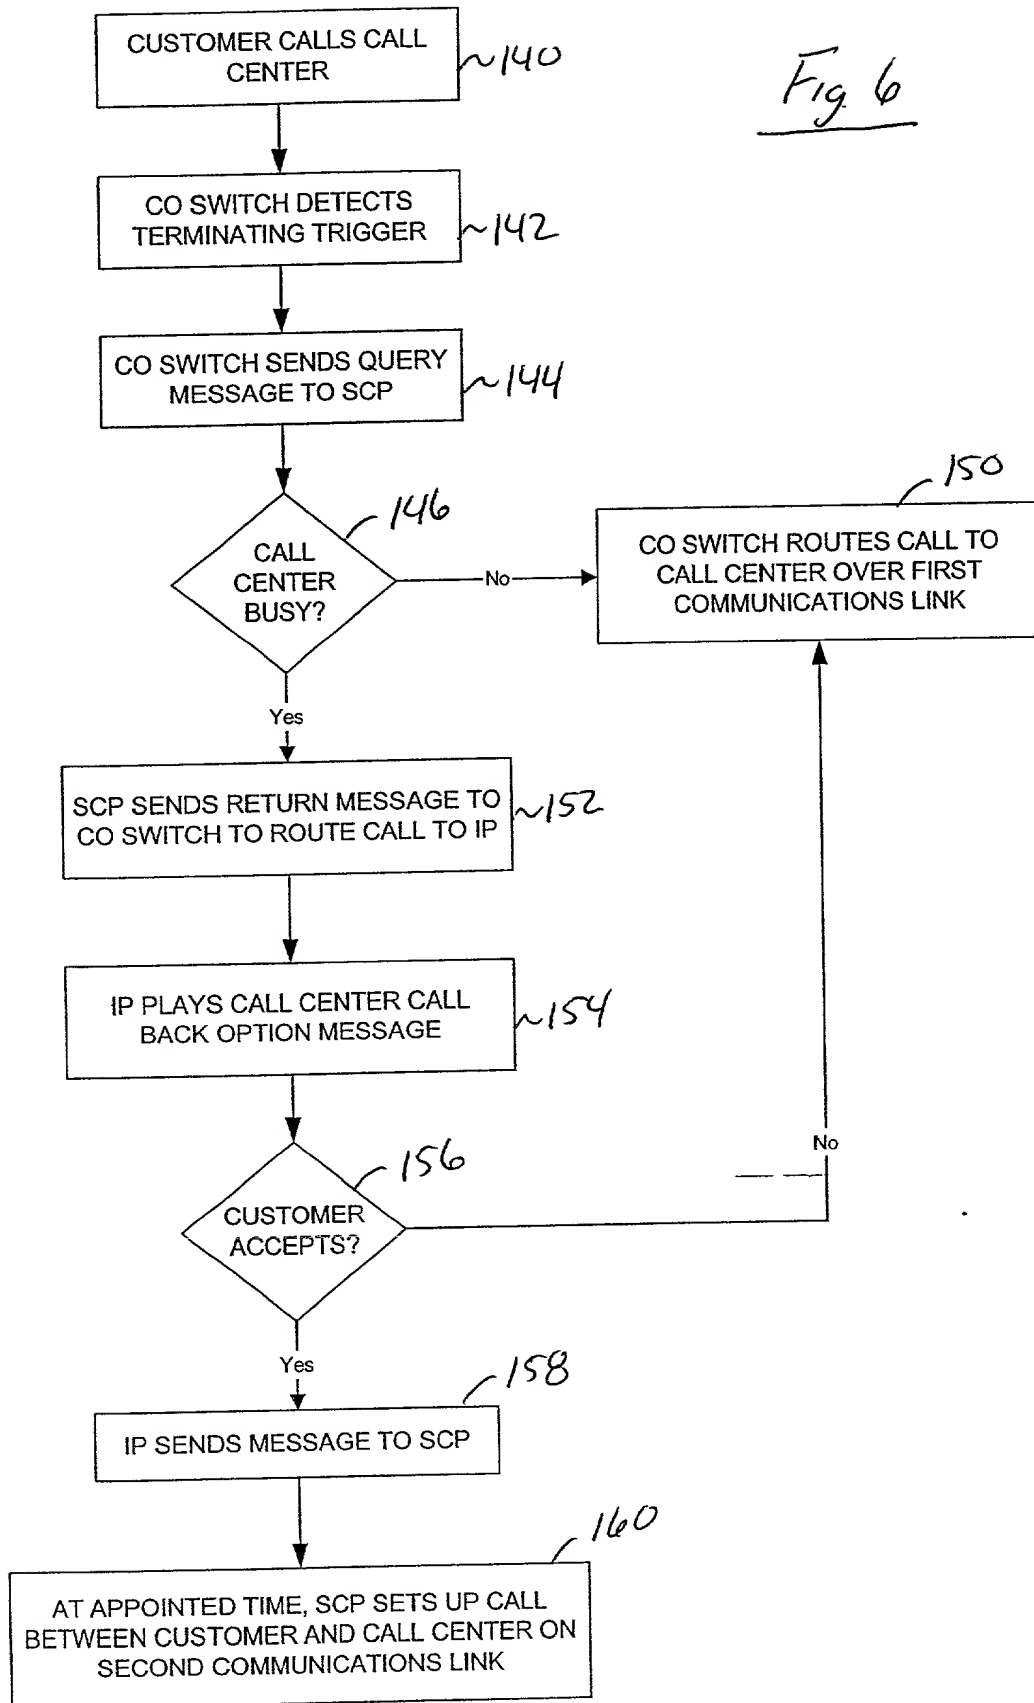 CUSTOMER CALLS CALL
CENTER
~140
Fig 6
CO SWITCH DETECTS
TERMINATING TRIGGER
~142
CO SWITCH SENDS QUERY
MESSAGE TO SCP
~144
146
CALL
CENTER
BUSY?
No
150
CO SWITCH ROUTES CALL TO
CALL CENTER OVER FIRST
COMMUNICATIONS LINK
Yes
SCP SENDS RETURN MESSAGE TO
CO SWITCH TO ROUTE CALL TO IP
~152
IP PLAYS CALL CENTER CALL
BACK OPTION MESSAGE
~154
156
CUSTOMER
ACCEPTS?
No
Yes
158
IP SENDS MESSAGE TO SCP
160
AT APPOINTED TIME, SCP SETS UP CALL
BETWEEN CUSTOMER AND CALL CENTER ON
SECOND COMMUNICATIONS LINK